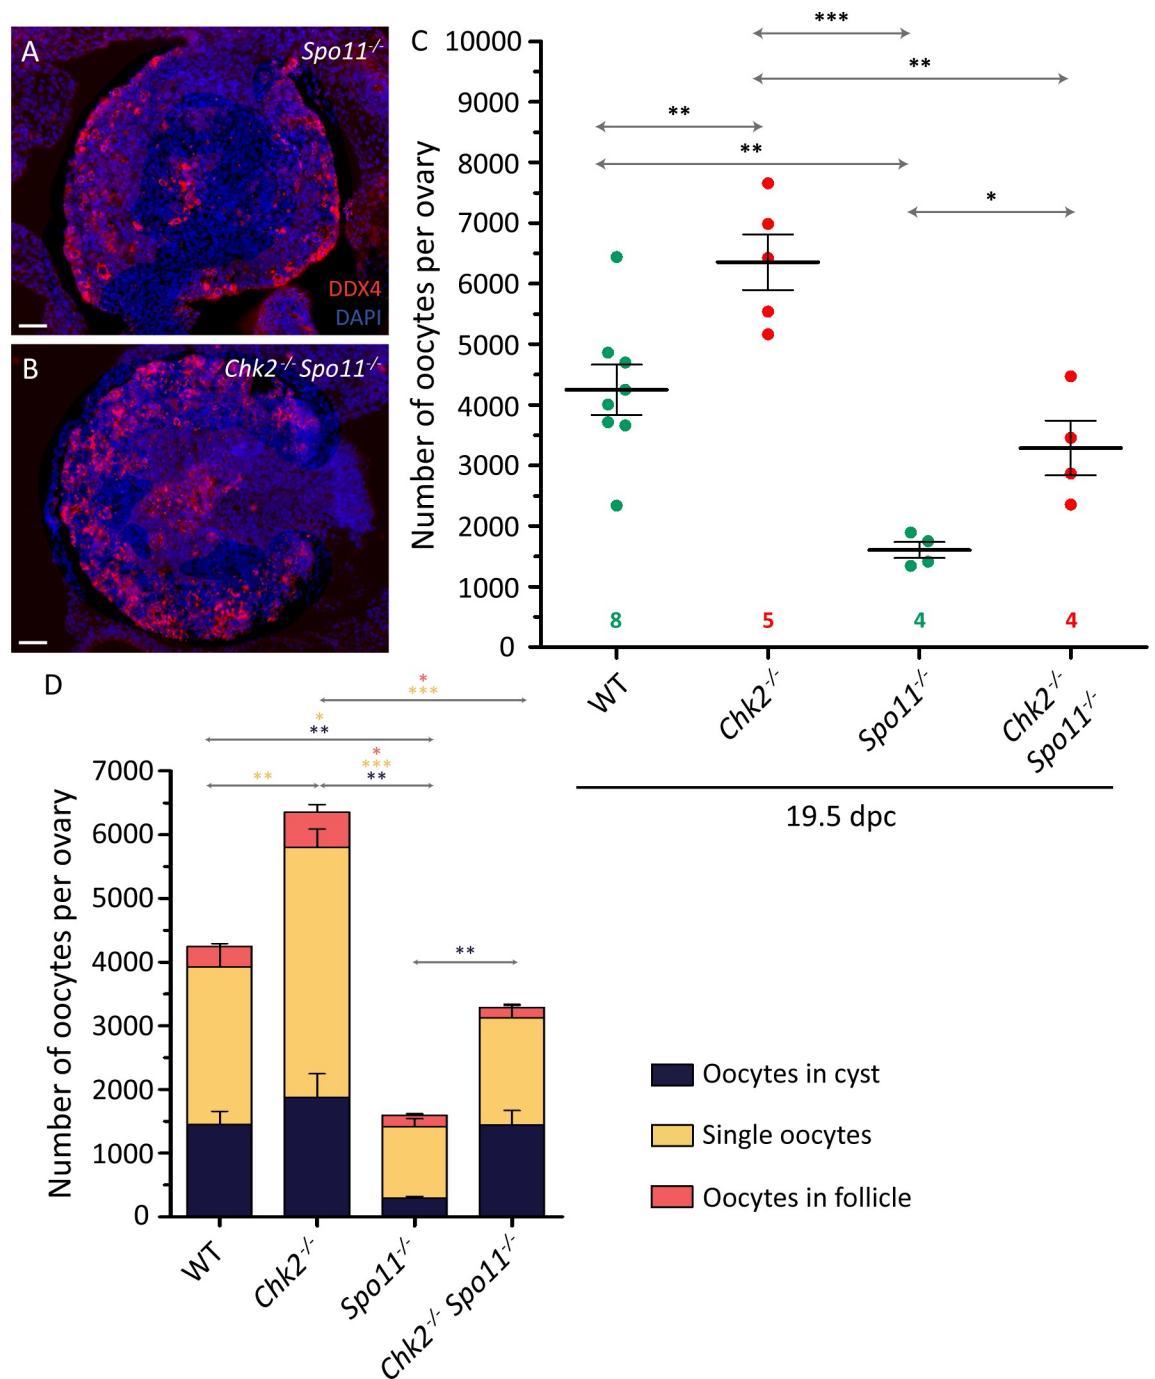 A
Spo11-/-
DDX4
DAPI
B
Chk2-/- Spo11-/-
C
Number of oocytes per ovary
10000
9000
8000
7000
6000
5000
4000
3000
2000
1000
0
***
**
**
**
*
8
5
4
4
WT
Chk2-/-
Spo11-/-
Chk2-/-
Spo11-/-
19.5 dpc
D
Number of oocytes per ovary
7000
6000
5000
4000
3000
2000
1000
0
*
***
*
**
*
***
**
**
**
WT
Chk2-/-
Spo11-/-
Chk2-/- Spo11-/-
Oocytes in cyst
Single oocytes
Oocytes in follicle